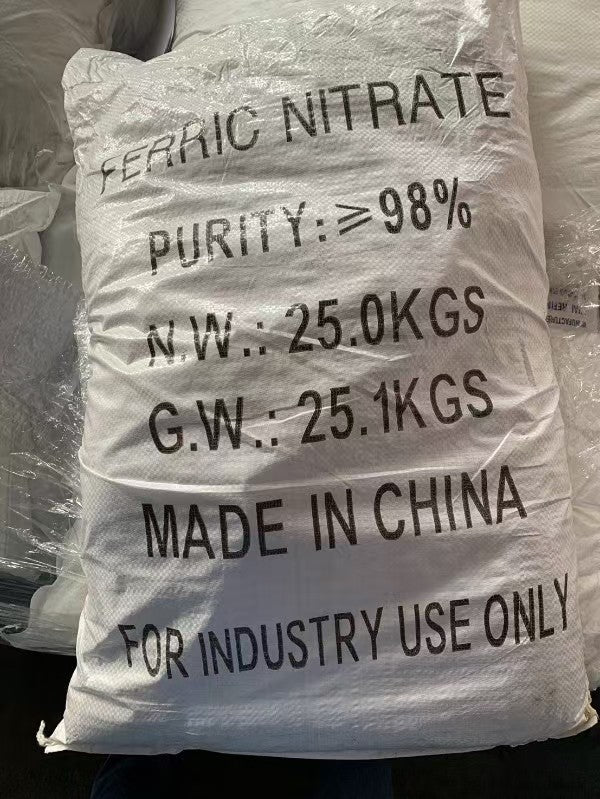 FERRIC NITRATE
PURITY: ≥98%
N.W.: 25.0KGS
G.W.: 25.1KGS
MADE IN CHINA
FOR INDUSTRY USE ONLY